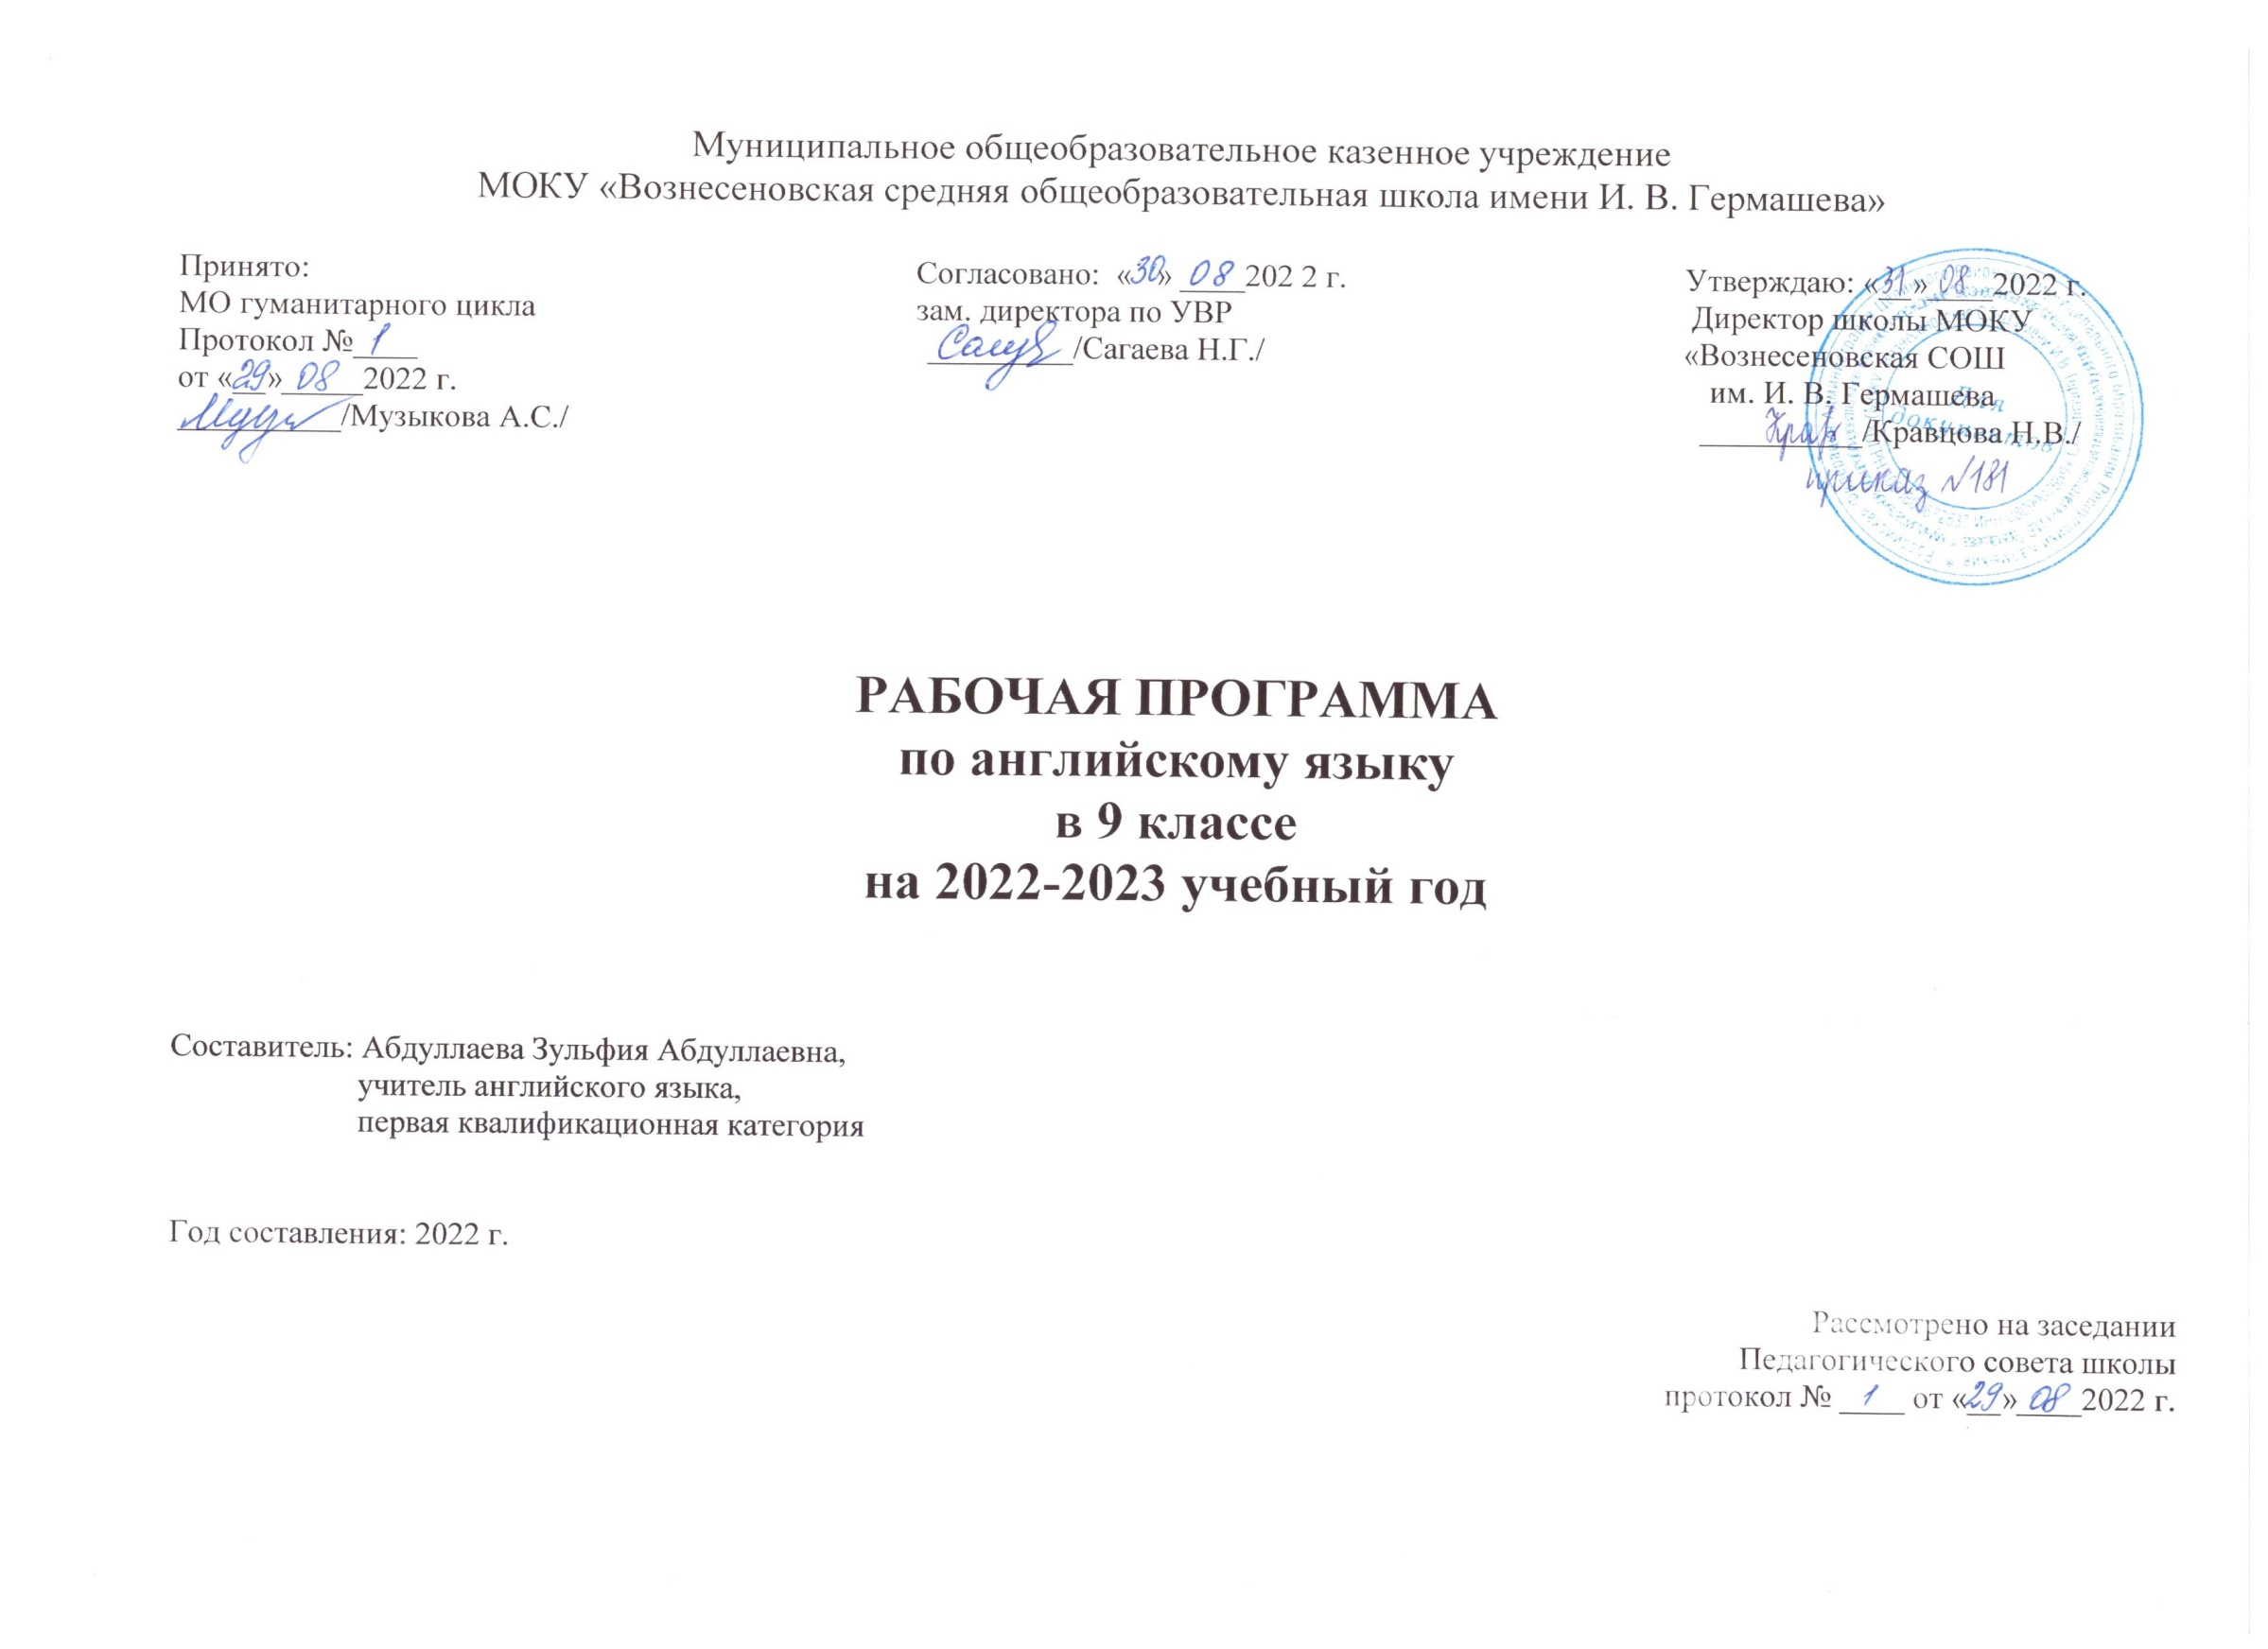 Муниципальное общеобразовательное казенное учреждение
МОКУ «Вознесеновская средняя общеобразовательная школа имени И. В. Гермашева»
Принято:
МО гуманитарного цикла
Протокол № 1
от «29» 08 2022 г.
/Музыкова А.С./
Согласовано: «30» 08 202 2 г.
зам. директора по УВР
/Сагаева Н.Г./
Утверждаю: «31» 08 2022 г.
Директор школы МОКУ
«Вознесеновская СОШ
им. И. В. Гермашева
/Кравцова Н.В./
приказ №181
Для
документов
РАБОЧАЯ ПРОГРАММА
по английскому языку
в 9 классе
на 2022-2023 учебный год
Составитель: Абдуллаева Зульфия Абдуллаевна,
учитель английского языка,
первая квалификационная категория
Год составления: 2022 г.
Рассмотрено на заседании
Педагогического совета школы
протокол № 1 от «29» 08 2022 г.